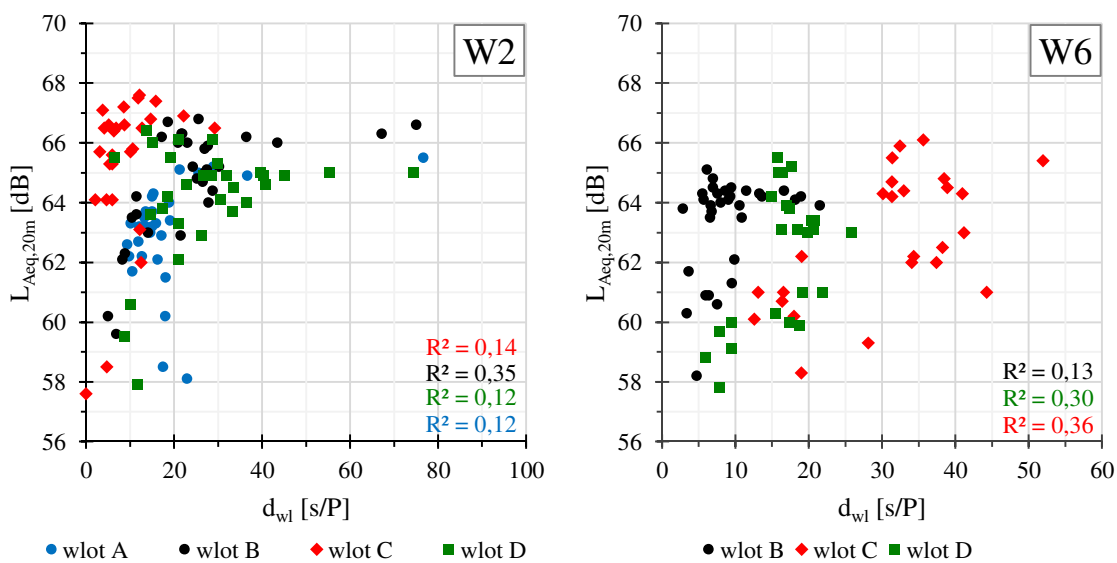 W2
L_Aeq,20m [dB]
70
68
66
64
62
60
58
56
R² = 0,14
R² = 0,35
R² = 0,12
R² = 0,12
0 20 40 60 80 100
d_wl [s/P]
wlot A wlot B wlot C wlot D
W6
L_Aeq,20m [dB]
70
68
66
64
62
60
58
56
R² = 0,13
R² = 0,30
R² = 0,36
0 10 20 30 40 50 60
d_wl [s/P]
wlot B wlot C wlot D